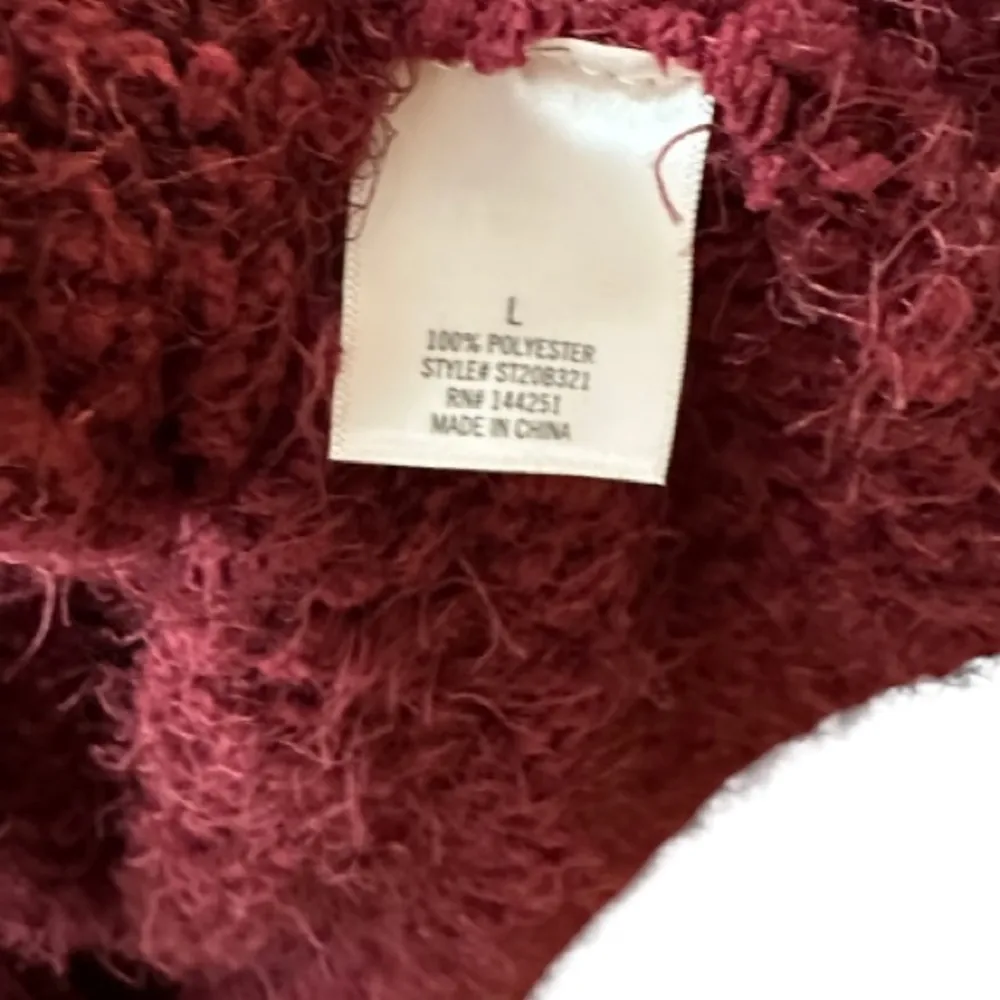 L
100% POLYESTER
STYLE# ST20B321
RN# 144251
MADE IN CHINA